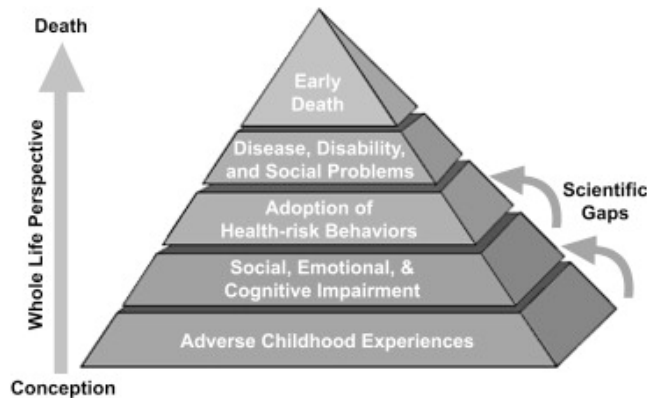 Death
Whole Life Perspective
Conception
Early
Death
Disease, Disability,
and Social Problems
Adoption of
Health-risk Behaviors
Social, Emotional, &
Cognitive Impairment
Adverse Childhood Experiences
Scientific
Gaps